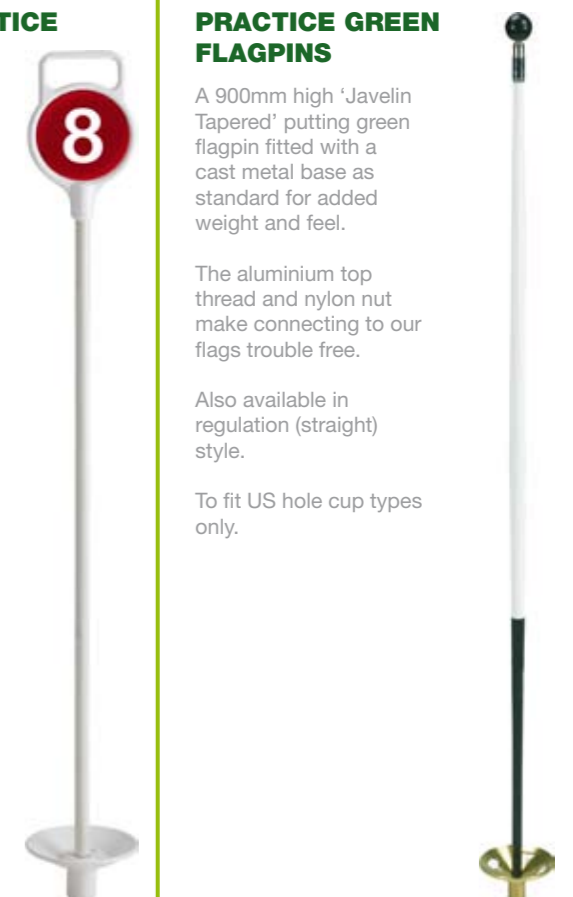 TICE
8
PRACTICE GREEN
FLAGPINS
A 900mm high ‘Javelin
Tapered’ putting green
flagpin fitted with a
cast metal base as
standard for added
weight and feel.
The aluminium top
thread and nylon nut
make connecting to our
flags trouble free.
Also available in
regulation (straight)
style.
To fit US hole cup types
only.